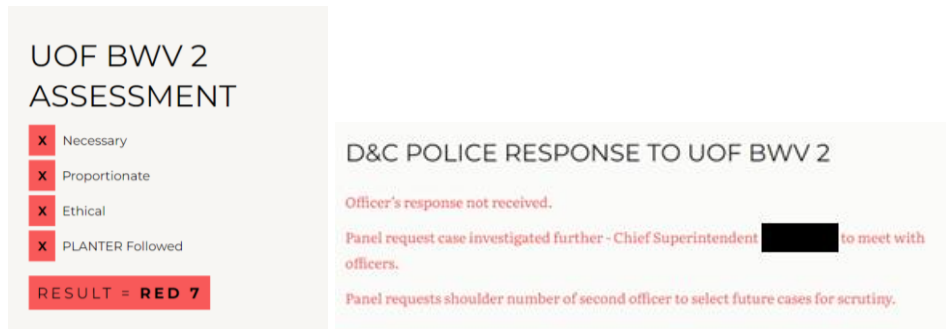 UOF BWV 2
ASSESSMENT
X Necessary
X Proportionate
X Ethical
X PLANTER Followed
RESULT = RED 7
D&C POLICE RESPONSE TO UOF BWV 2
Officer's response not received.
Panel request case investigated further - Chief Superintendent to meet with
officers.
Panel requests shoulder number of second officer to select future cases for scrutiny.